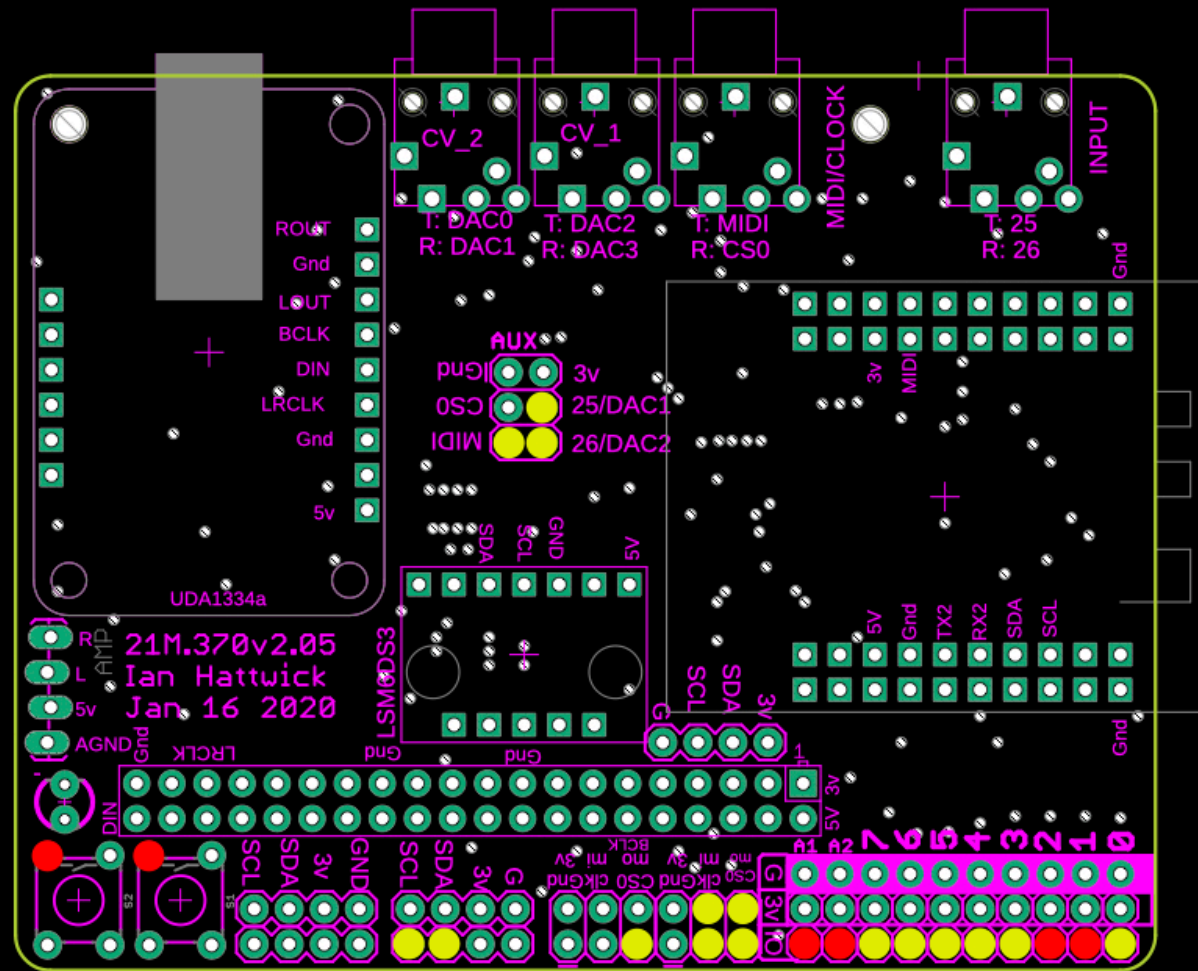 CV_2
CV_1
MIDI/CLOCK
INPUT
T: DAC0
R: DAC1
T: DAC2
R: DAC3
T: MIDI
R: CS0
T: 25
R: 26
ROUT
Gnd
LOUT
BCLK
DIN
LRCLK
Gnd
5v
UDA1334a
AUX
Gnd
3v
CS0
25/DAC1
MIDI
26/DAC2
Gnd
3v
MIDI
SDA
SCL
GND
5V
LSM6DS3
5V
Gnd
TX2
RX2
SDA
SCL
Gnd
R
L
5v
AGND
AMP
21M.370v2.05
Ian Hattwick
Jan 16 2020
G
SCL
SDA
3v
Gnd
LRCLK
Gnd
Gnd
1
3v
5V
DIN
BCLK
S2
S1
SCL
SDA
3v
GND
SCL
SDA
3v
G
3v
mi
mo
3v
mi
mo
Gnd
clk
CS0
Gnd
clk
CS0
A1 A2 7 6 5 4 3 2 1 0
G
3v